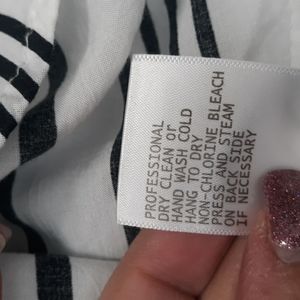 PROFESSIONAL
DRY CLEAN or
HAND WASH COLD
HANG TO DRY
NON-CHLORINE BLEACH
PRESS AND STEAM
ON BACK SIDE
IF NECESSARY